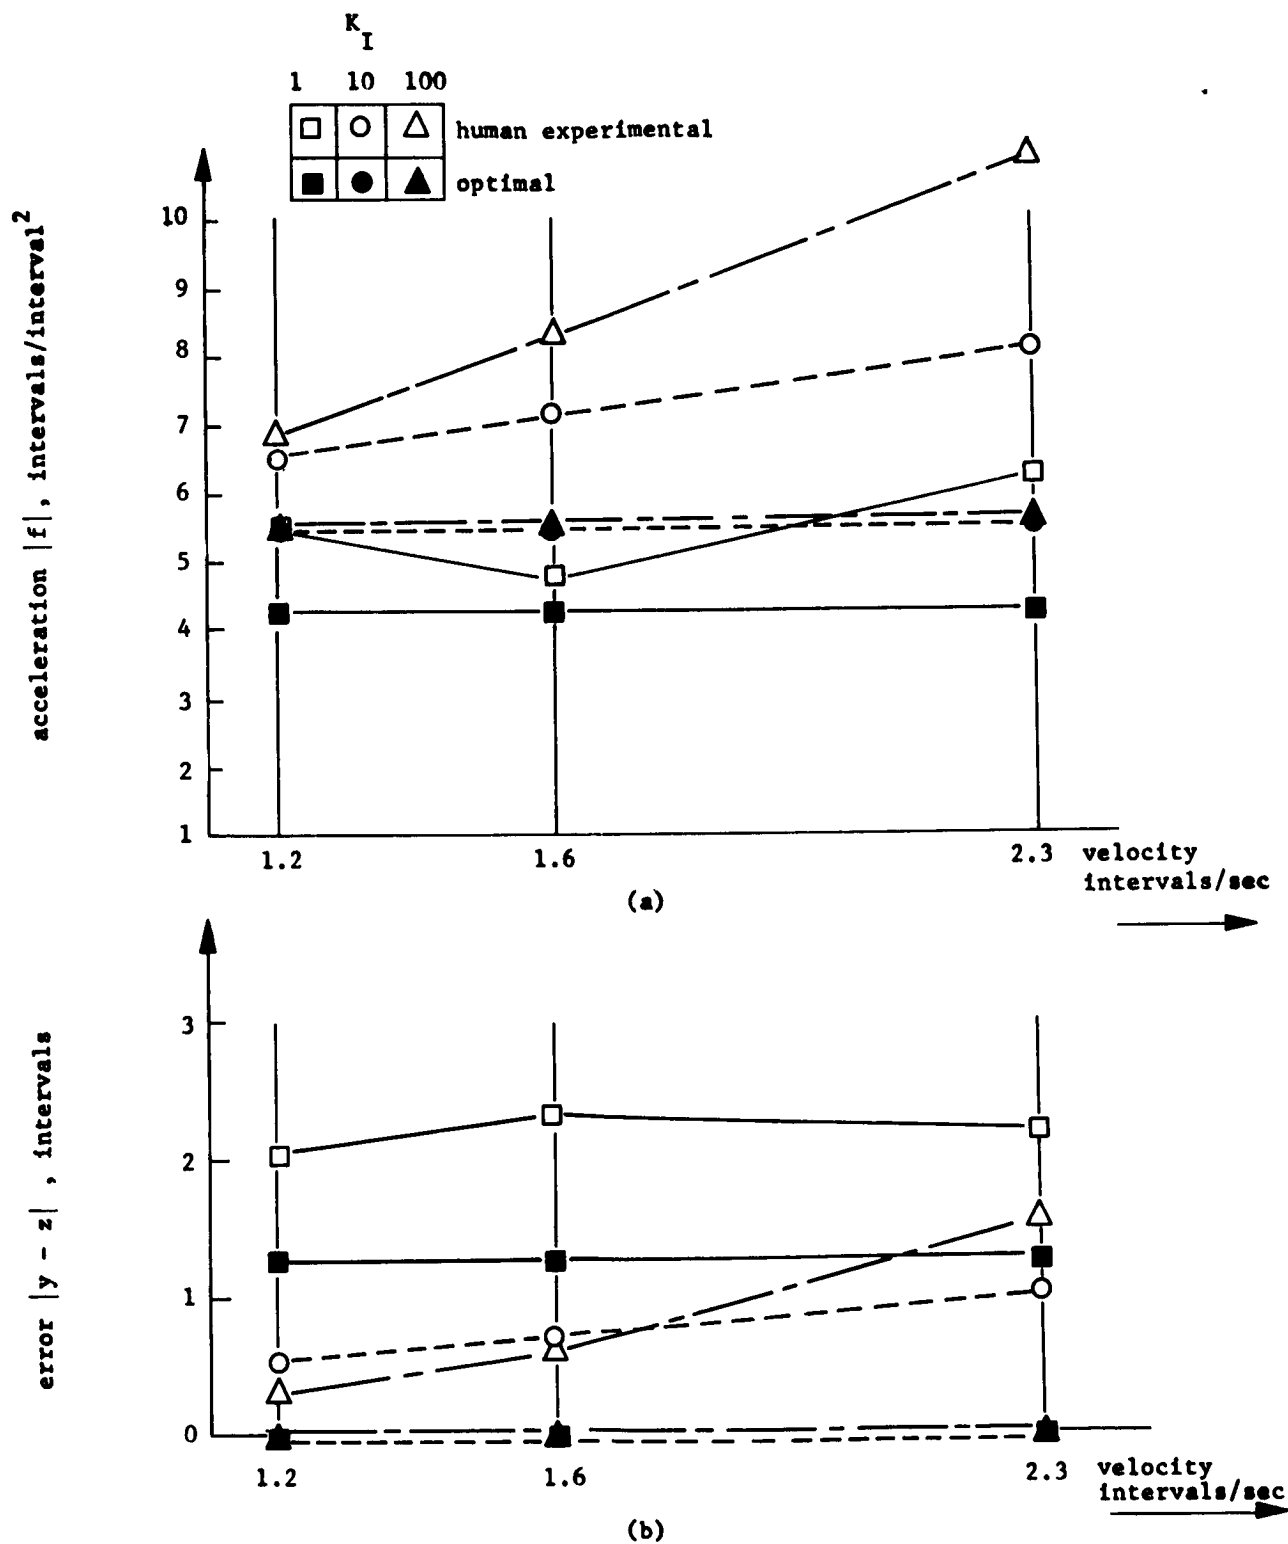 K
I
1 10 100
human experimental
optimal
acceleration |f|, intervals/interval²
10
9
8
7
6
5
4
3
2
1
1.2 1.6 2.3 velocity
intervals/sec
(a)
error |y - z| , intervals
3
2
1
0
1.2 1.6 2.3 velocity
intervals/sec
(b)